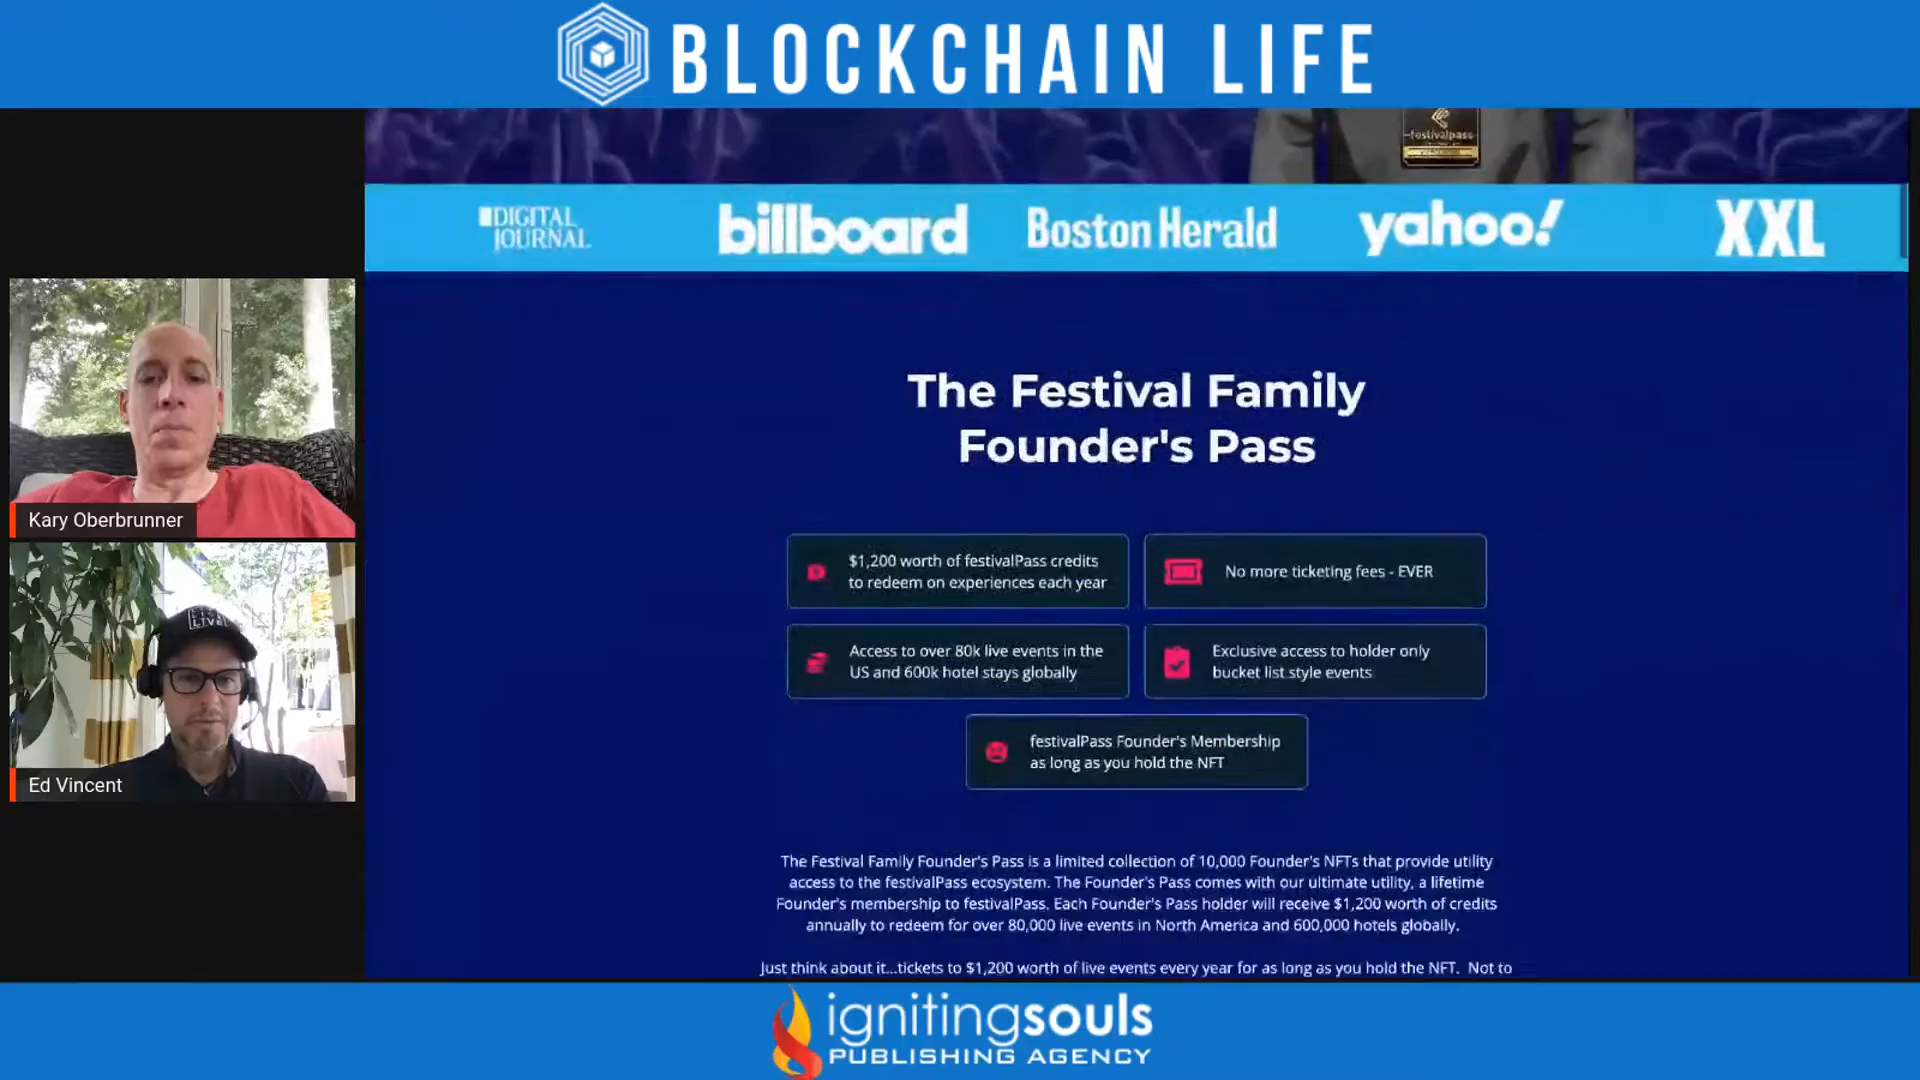 BLOCKCHAIN LIFE
festivalpass
DIGITAL
JOURNAL
billboard
Boston Herald
yahoo!
XXL
The Festival Family
Founder's Pass
$1,200 worth of festivalPass credits
to redeem on experiences each year
No more ticketing fees - EVER
Access to over 80k live events in the
US and 600k hotel stays globally
Exclusive access to holder only
bucket list style events
festivalPass Founder's Membership
as long as you hold the NFT
The Festival Family Founder's Pass is a limited collection of 10,000 Founder's NFTs that provide utility
access to the festivalPass ecosystem. The Founder's Pass comes with our ultimate utility, a lifetime
Founder's membership to festivalPass. Each Founder's Pass holder will receive $1,200 worth of credits
annually to redeem for over 80,000 live events in North America and 600,000 hotels globally.
Just think about it...tickets to $1,200 worth of live events every year for as long as you hold the NFT. Not to
Kary Oberbrunner
LIVE
Ed Vincent
ignitingsouls
PUBLISHING AGENCY